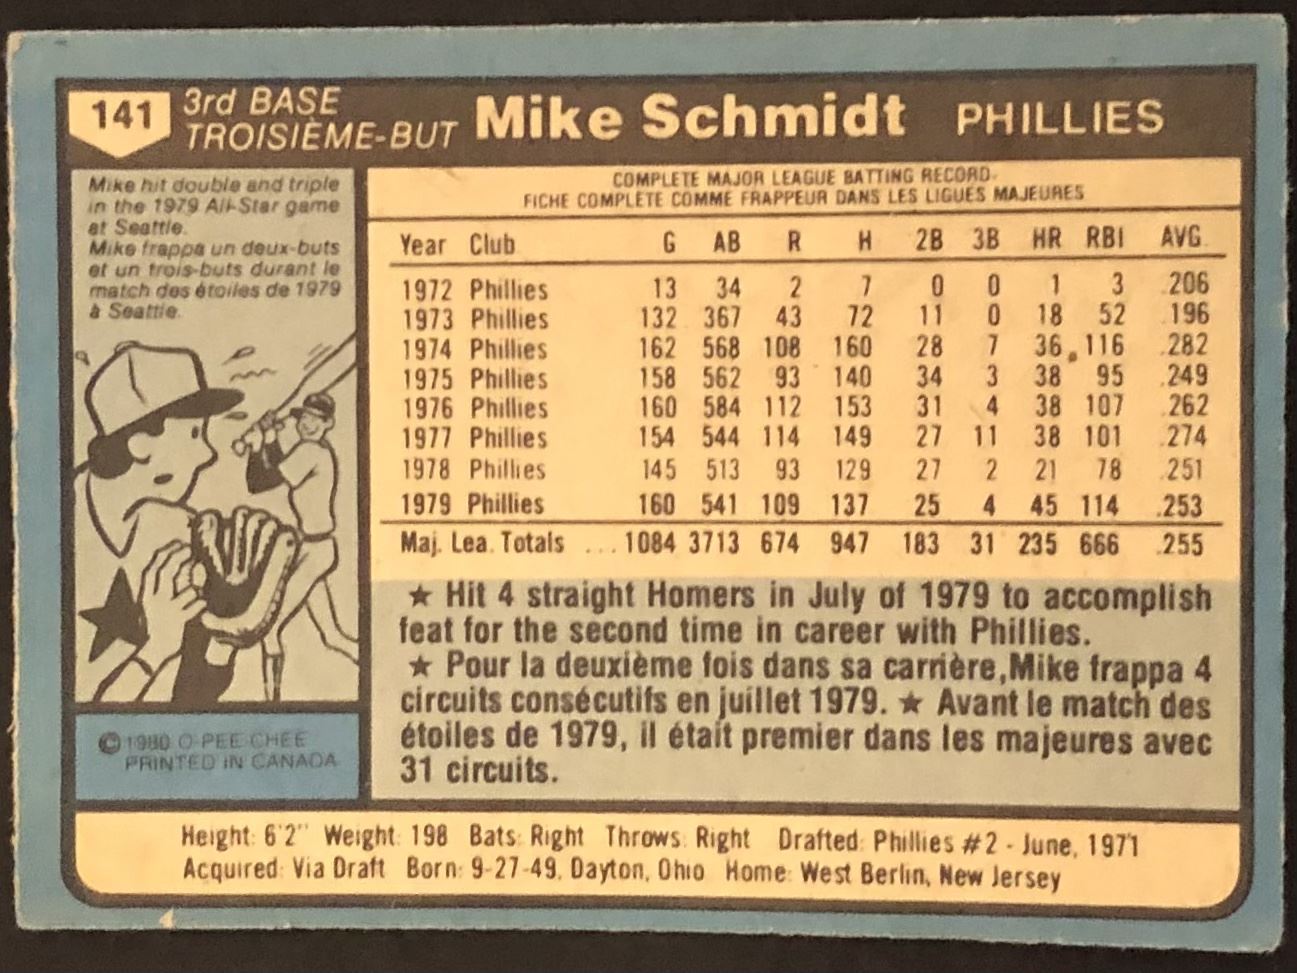 141 3rd BASE TROISIÈME-BUT Mike Schmidt PHILLIES
Mike hit double and triple
in the 1979 All-Star game
at Seattle.
Mike frappa un deux-buts
et un trois-buts durant le
match des étoiles de 1979
à Seattle.
COMPLETE MAJOR LEAGUE BATTING RECORD
FICHE COMPLÈTE COMME FRAPPEUR DANS LES LIGUES MAJEURES
Year Club G AB R H 2B 3B HR RBI AVG.
1972 Phillies 13 34 2 7 0 0 1 3 .206
1973 Phillies 132 367 43 72 11 0 18 52 .196
1974 Phillies 162 568 108 160 28 7 36 116 .282
1975 Phillies 158 562 93 140 34 3 38 95 .249
1976 Phillies 160 584 112 153 31 4 38 107 .262
1977 Phillies 154 544 114 149 27 11 38 101 .274
1978 Phillies 145 513 93 129 27 2 21 78 .251
1979 Phillies 160 541 109 137 25 4 45 114 .253
Maj. Lea. Totals ... 1084 3713 674 947 183 31 235 666 .255
★ Hit 4 straight Homers in July of 1979 to accomplish
feat for the second time in career with Phillies.
★ Pour la deuxième fois dans sa carrière, Mike frappa 4
circuits consécutifs en juillet 1979. ★ Avant le match des
étoiles de 1979, il était premier dans les majeures avec
31 circuits.
© 1980 O-PEE-CHEE
PRINTED IN CANADA
Height: 6'2" Weight: 198 Bats: Right Throws: Right Drafted: Phillies #2 - June, 1971
Acquired: Via Draft Born: 9-27-49, Dayton, Ohio Home: West Berlin, New Jersey